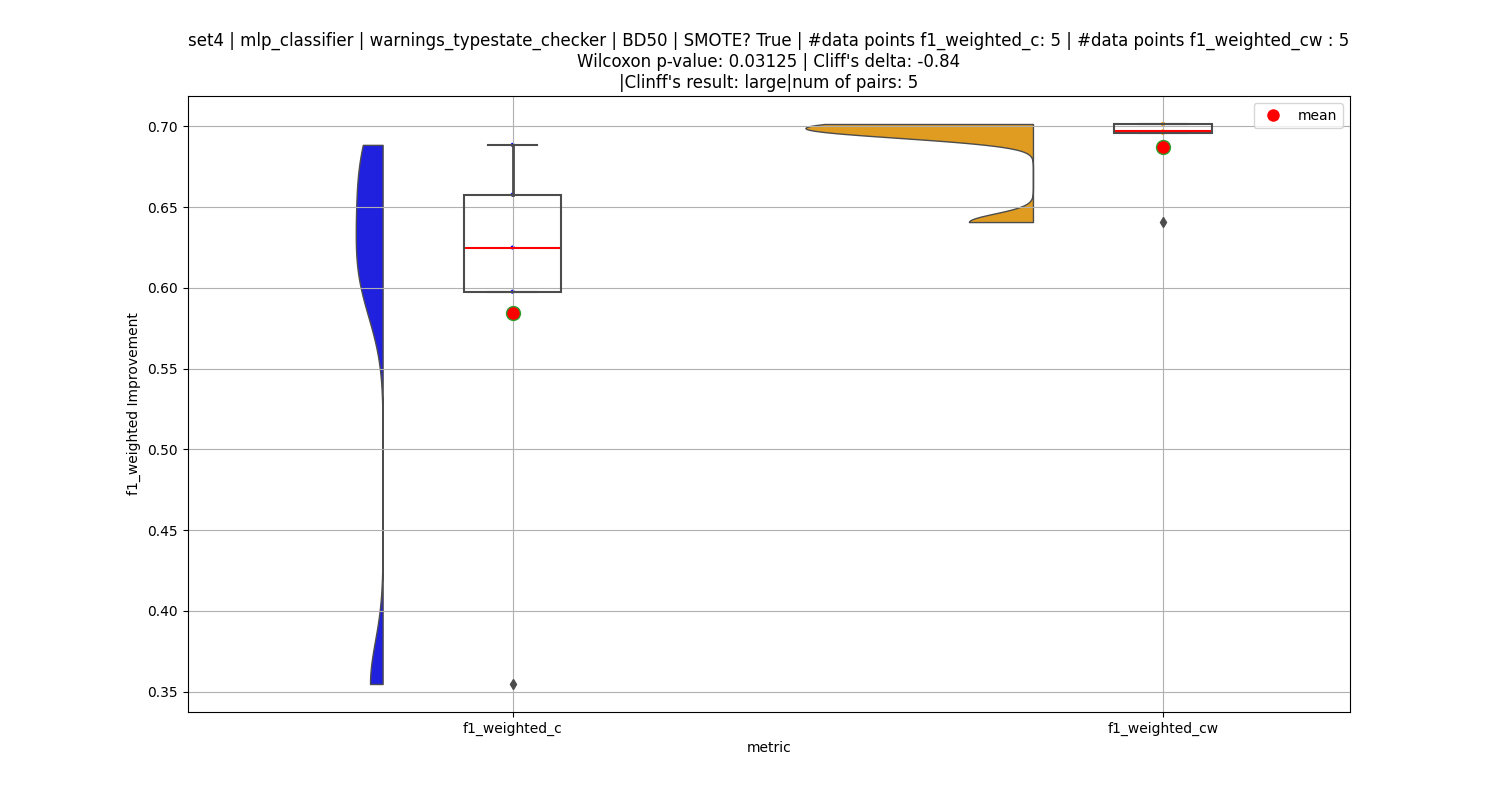 set4 | mlp_classifier | warnings_typestate_checker | BD50 | SMOTE? True | #data points f1_weighted_c: 5 | #data points f1_weighted_cw : 5
Wilcoxon p-value: 0.03125 | Cliff's delta: -0.84
|Clinff's result: large|num of pairs: 5
mean
0.70
0.65
0.60
0.55
0.50
0.45
0.40
0.35
f1_weighted Improvement
f1_weighted_c
f1_weighted_cw
metric